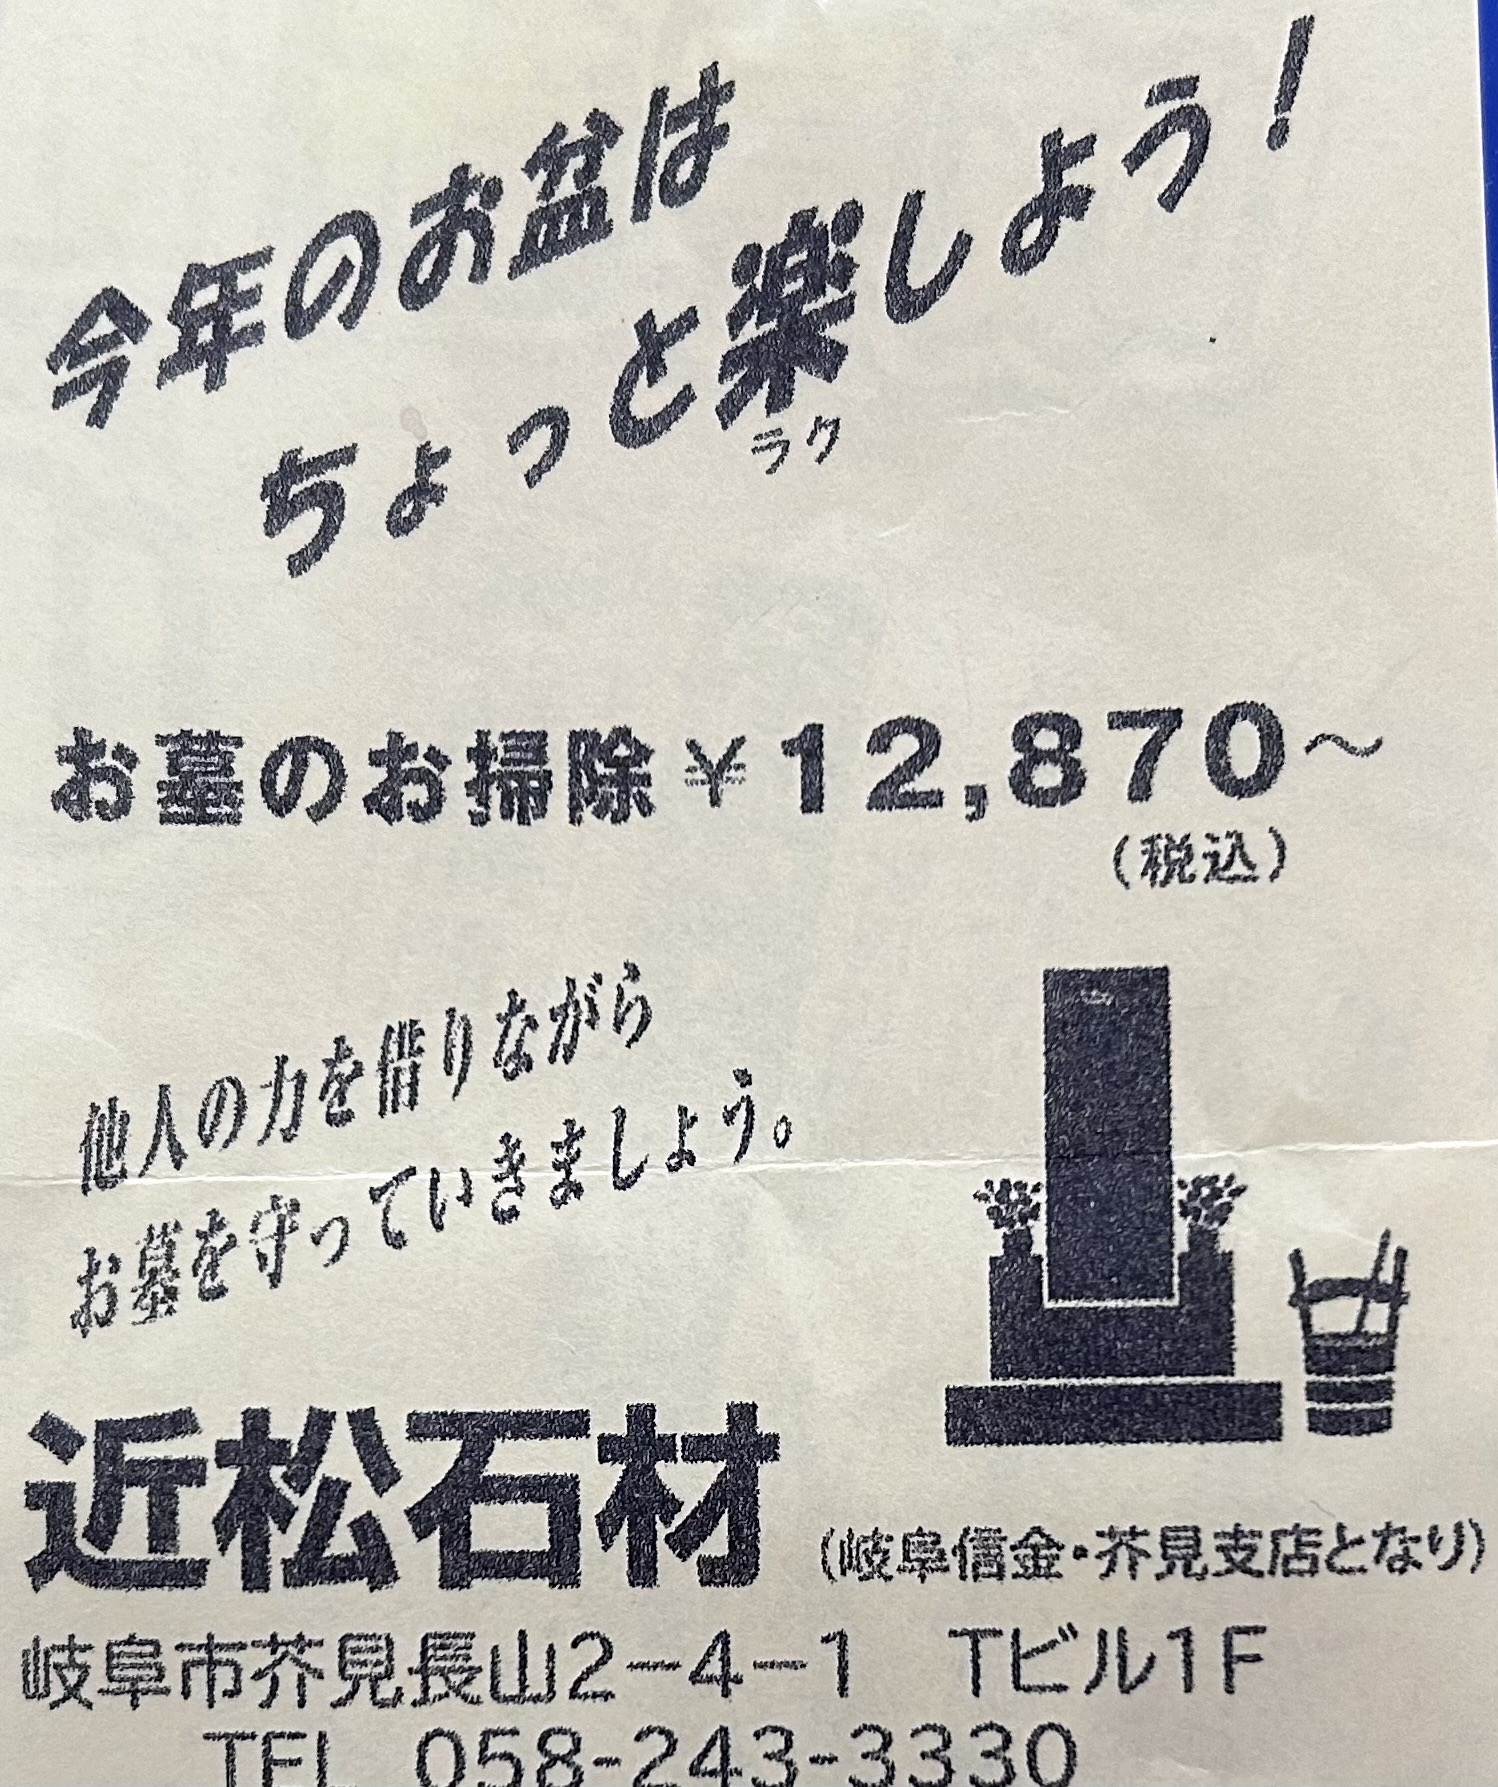 今年のお盆は
ちょっと楽しよう！
ラク
お墓のお掃除￥12,870～
（税込）
他人の力を借りながら
お墓を守っていきましょう。
近松石材 （岐阜信金・芥見支店となり）
岐阜市芥見長山2－4－1　Tビル1F
TEL 058-243-3330